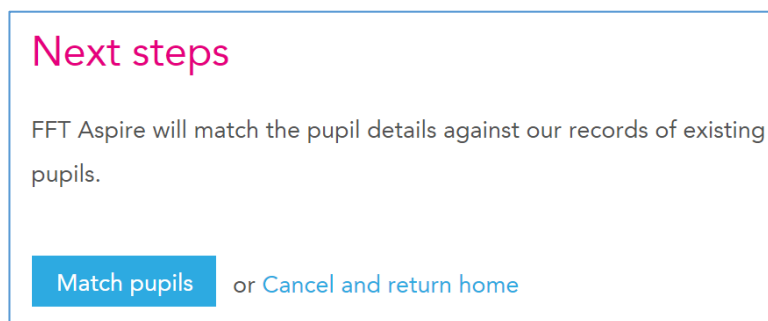 Next steps
FFT Aspire will match the pupil details against our records of existing
pupils.
Match pupils or Cancel and return home